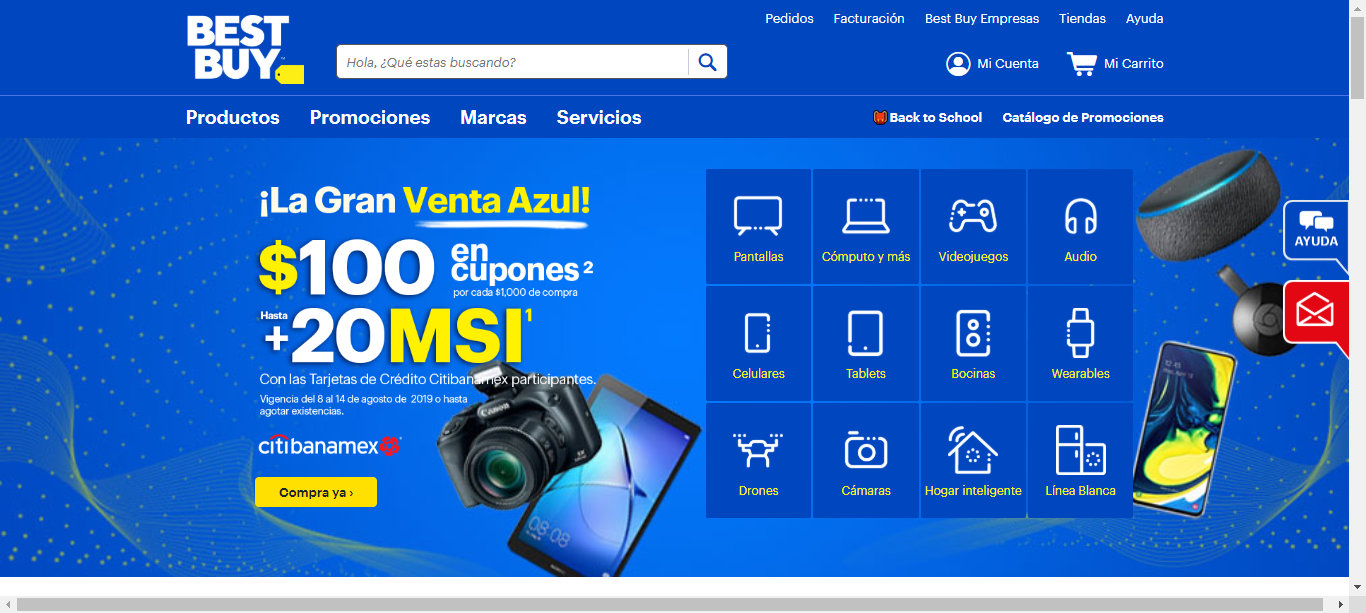 Pedidos Facturación Best Buy Empresas Tiendas Ayuda
BEST
BUY
Hola, ¿Qué estas buscando?
Mi Cuenta Mi Carrito
Productos Promociones Marcas Servicios
Back to School Catálogo de Promociones
¡La Gran Venta Azul!
$100 en cupones 2
por cada $1,000 de compra
Hasta
+20MSI 1
Con las Tarjetas de Crédito Citibanamex participantes.
Vigencia del 8 al 14 de agosto de 2019 o hasta
agotar existencias.
citibanamex
Compra ya ›
Canon
08:08
Pantallas Cómputo y más Videojuegos Audio
Celulares Tablets Bocinas Wearables
Drones Cámaras Hogar inteligente Línea Blanca
AYUDA